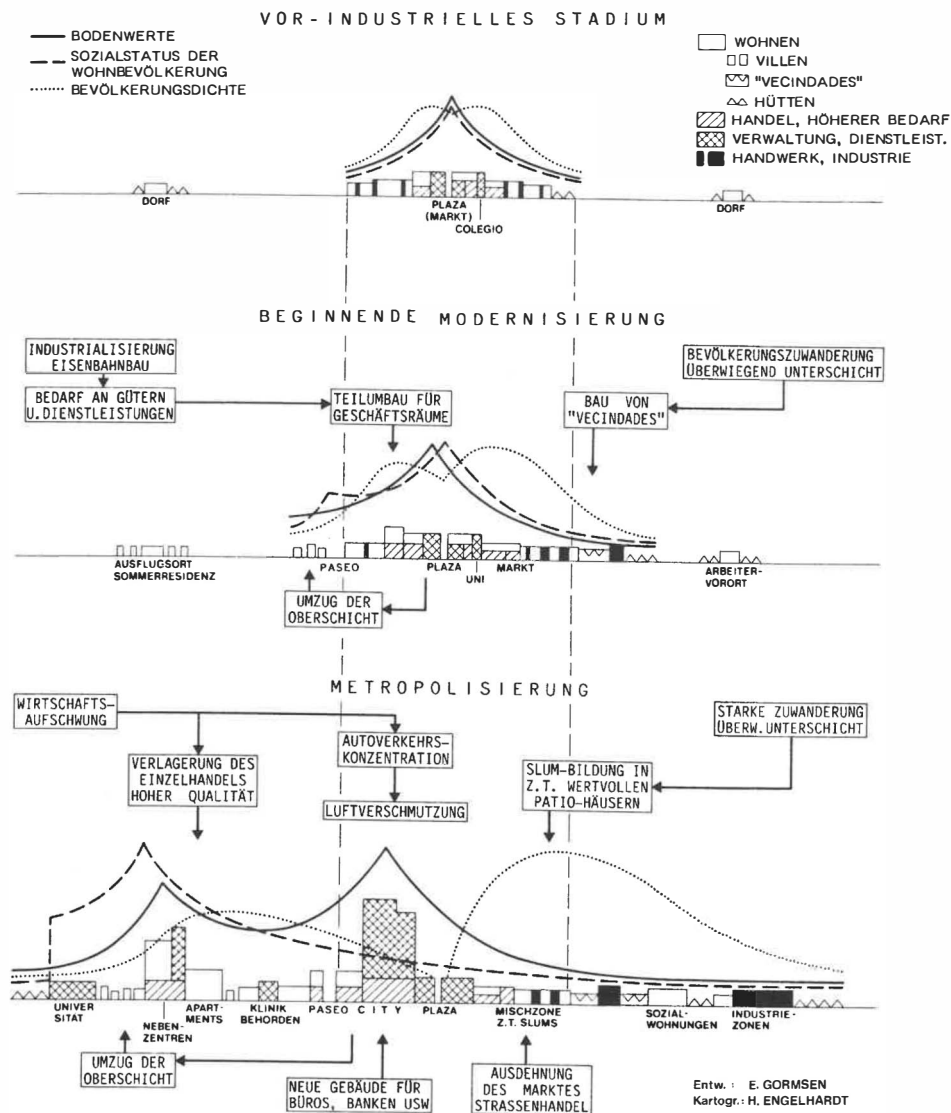 VOR-INDUSTRIELLES STADIUM
BODENWERTE
SOZIALSTATUS DER
WOHNBEVÖLKERUNG
BEVÖLKERUNGSDICHTE
WOHNEN
VILLEN
"VECINDADES"
HÜTTEN
HANDEL, HÖHERER BEDARF
VERWALTUNG, DIENSTLEIST.
HANDWERK, INDUSTRIE
DORF
PLAZA
(MARKT)
COLEGIO
DORF
BEGINNENDE MODERNISIERUNG
INDUSTRIALISIERUNG
EISENBAHNBAU
BEDARF AN GÜTERN
U.DIENSTLEISTUNGEN
TEILUMBAU FÜR
GESCHÄFTSRÄUME
BAU VON
"VECINDADES"
BEVÖLKERUNGSZUWANDERUNG
ÜBERWIEGEND UNTERSCHICHT
AUSFLUGSORT
SOMMERRESIDENZ
PASEO
PLAZA
UNI
MARKT
ARBEITER-
VORORT
UMZUG DER
OBERSCHICHT
METROPOLISIERUNG
WIRTSCHAFTS-
AUFSCHWUNG
VERLAGERUNG DES
EINZELHANDELS
HOHER QUALITÄT
AUTOVERKEHRS-
KONZENTRATION
LUFTVERSCHMUTZUNG
SLUM-BILDUNG IN
Z.T. WERTVOLLEN
PATIO-HÄUSERN
STARKE ZUWANDERUNG
ÜBERW.UNTERSCHICHT
UNIVER
SITÄT
NEBEN-
ZENTREN
APART-
MENTS
KLINIK
BEHORDEN
PASEO
CITY
PLAZA
MISCHZONE
Z.T. SLUMS
SOZIAL-
WOHNUNGEN
INDUSTRIE-
ZONEN
UMZUG DER
OBERSCHICHT
NEUE GEBÄUDE FÜR
BÜROS, BANKEN USW
AUSDEHNUNG
DES MARKTES
STRASSENHANDEL
Entw. : E. GORMSEN
Kartogr.: H. ENGELHARDT